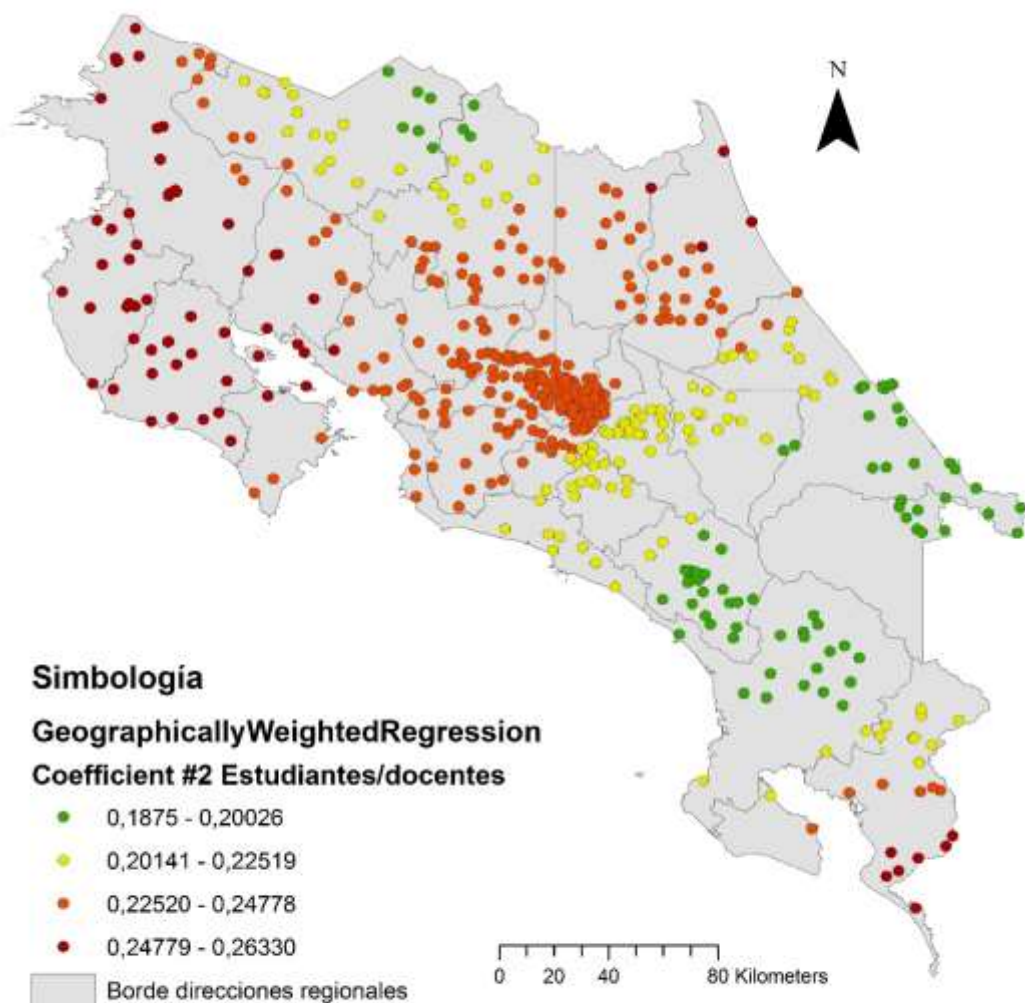 N
Simbología
GeographicallyWeightedRegression
Coefficient #2 Estudiantes/docentes
0,1875 - 0,20026
0,20141 - 0,22519
0,22520 - 0,24778
0,24779 - 0,26330
Borde direcciones regionales
0 20 40 80 Kilometers